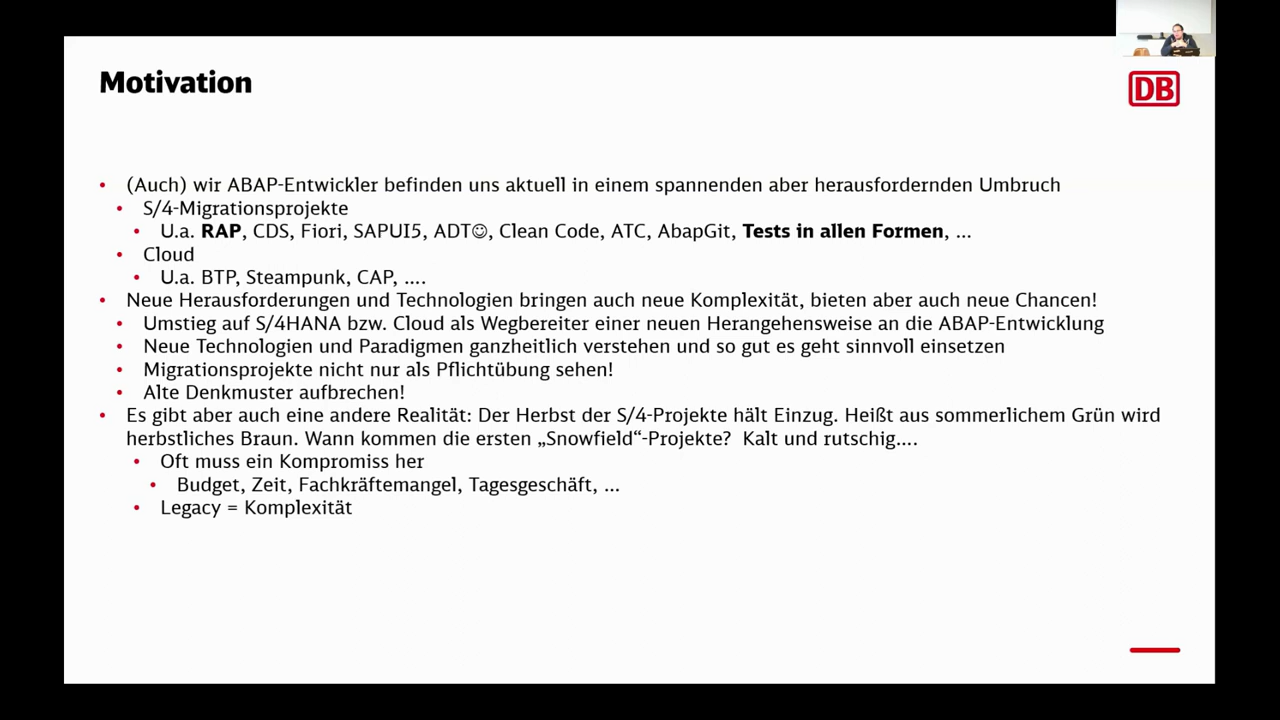 Motivation
DB
• (Auch) wir ABAP-Entwickler befinden uns aktuell in einem spannenden aber herausfordernden Umbruch
• S/4-Migrationsprojekte
• U.a. RAP, CDS, Fiori, SAPUI5, ADT☺, Clean Code, ATC, AbapGit, Tests in allen Formen, ...
• Cloud
• U.a. BTP, Steampunk, CAP, ....
• Neue Herausforderungen und Technologien bringen auch neue Komplexität, bieten aber auch neue Chancen!
• Umstieg auf S/4HANA bzw. Cloud als Wegbereiter einer neuen Herangehensweise an die ABAP-Entwicklung
• Neue Technologien und Paradigmen ganzheitlich verstehen und so gut es geht sinnvoll einsetzen
• Migrationsprojekte nicht nur als Pflichtübung sehen!
• Alte Denkmuster aufbrechen!
• Es gibt aber auch eine andere Realität: Der Herbst der S/4-Projekte hält Einzug. Heißt aus sommerlichem Grün wird
herbstliches Braun. Wann kommen die ersten „Snowfield“-Projekte? Kalt und rutschig....
• Oft muss ein Kompromiss her
• Budget, Zeit, Fachkräftemangel, Tagesgeschäft, ...
• Legacy = Komplexität